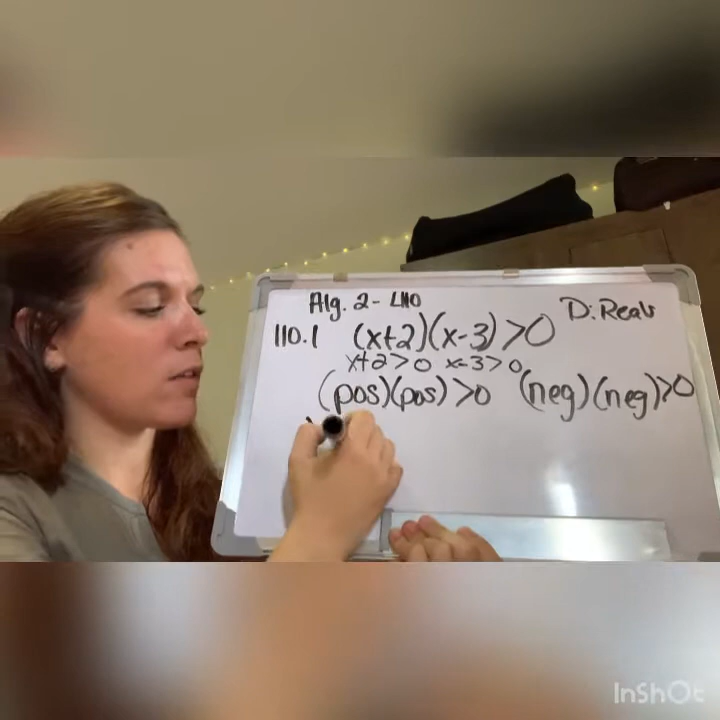 Alg. 2 - L110
D. Reals
110.1 (x+2)(x-3)>0
x+2>0 x-3>0
(pos)(pos)>0 (neg)(neg)>0
InShOt